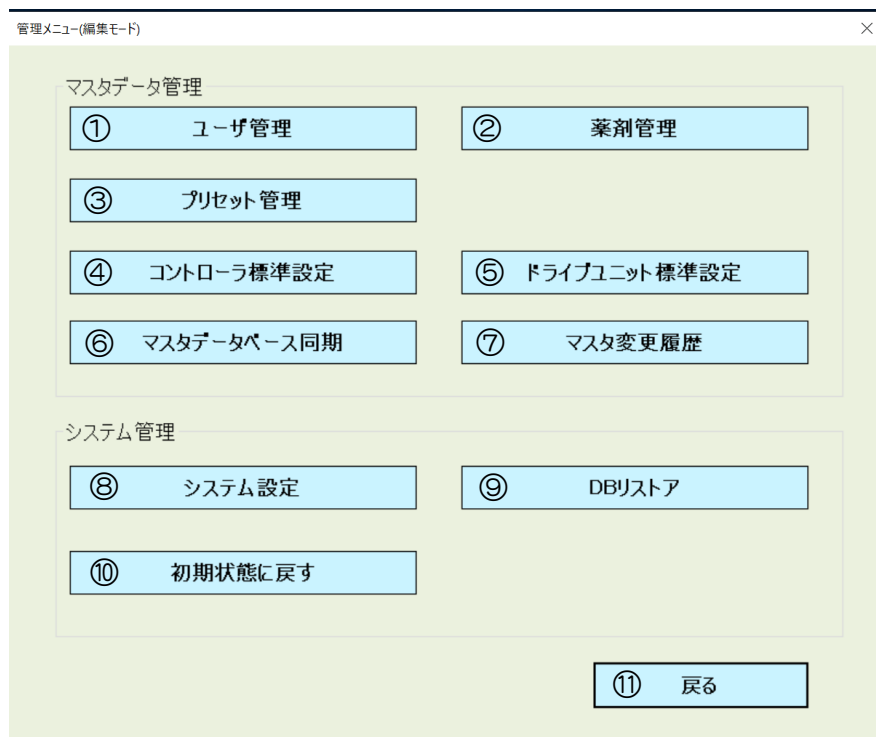 管理メニュー(編集モード)
マスタデータ管理
① ユーザ管理
② 薬剤管理
③ プリセット管理
④ コントローラ標準設定
⑤ ドライブユニット標準設定
⑥ マスタデータベース同期
⑦ マスタ変更履歴
システム管理
⑧ システム設定
⑨ DBリストア
⑩ 初期状態に戻す
⑪ 戻る